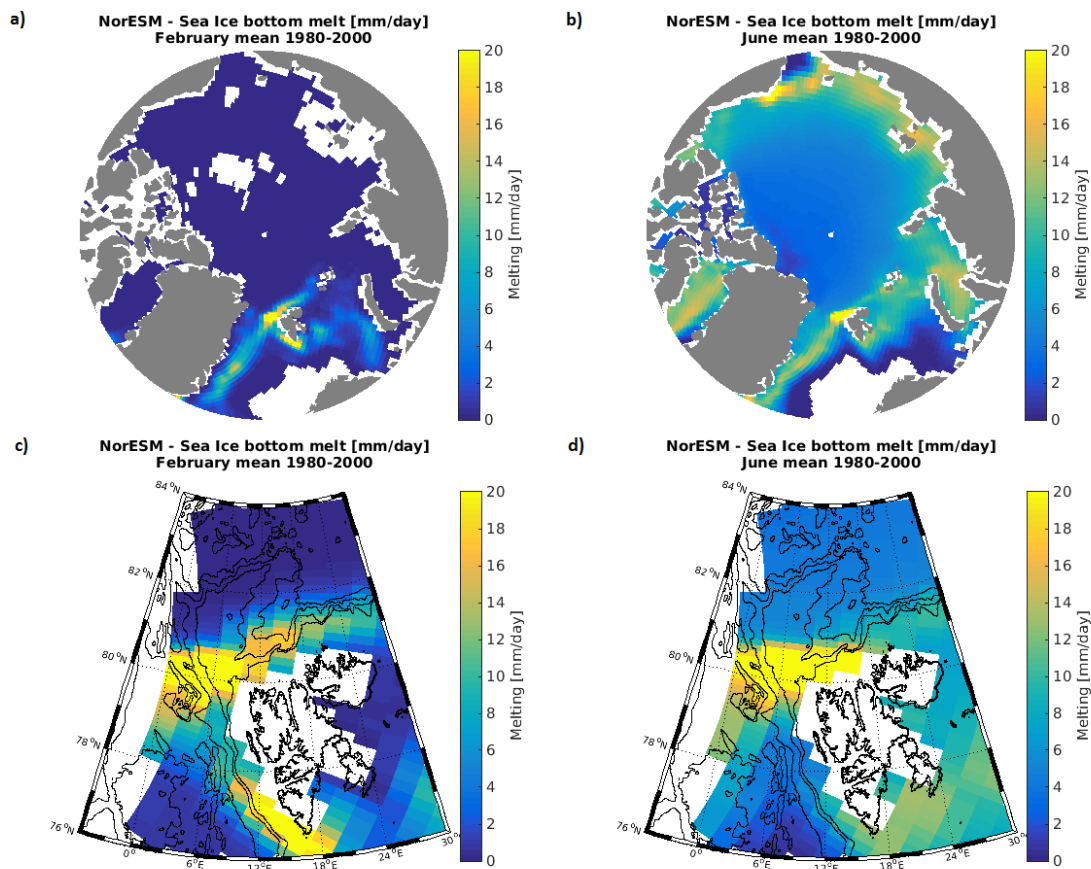 a)
NorESM - Sea Ice bottom melt [mm/day]
February mean 1980-2000
20
18
16
14
12
10
8
6
4
2
0
Melting [mm/day]
b)
NorESM - Sea Ice bottom melt [mm/day]
June mean 1980-2000
20
18
16
14
12
10
8
6
4
2
0
Melting [mm/day]
c)
NorESM - Sea Ice bottom melt [mm/day]
February mean 1980-2000
84°N
82°N
80°N
78°N
76°N
0°
6°E
12°E
18°E
24°E
30°
20
18
16
14
12
10
8
6
4
2
0
Melting [mm/day]
d)
NorESM - Sea Ice bottom melt [mm/day]
June mean 1980-2000
84°N
82°N
80°N
78°N
76°N
0°
6°E
12°E
18°E
24°E
30°
20
18
16
14
12
10
8
6
4
2
0
Melting [mm/day]